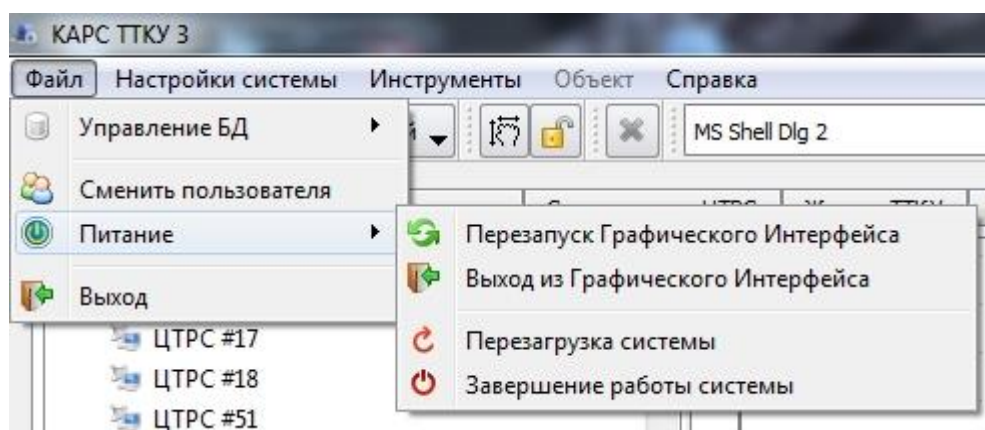 КАРС ТТКУ 3
Файл Настройки системы Инструменты Объект Справка
Управление БД
MS Shell Dlg 2
Сменить пользователя
Питание
Перезапуск Графического Интерфейса
Выход из Графического Интерфейса
Выход
Перезагрузка системы
Завершение работы системы
ЦТРС #17
ЦТРС #18
ЦТРС #51